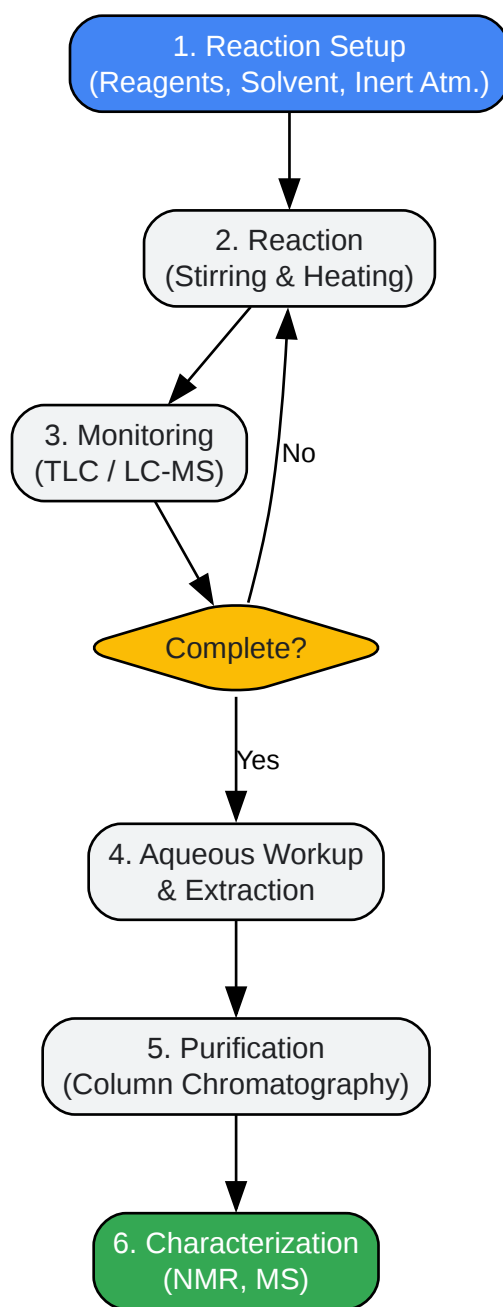 1. Reaction Setup
(Reagents, Solvent, Inert Atm.)
2. Reaction
(Stirring & Heating)
3. Monitoring
(TLC / LC-MS)
No
Complete?
Yes
4. Aqueous Workup
& Extraction
5. Purification
(Column Chromatography)
6. Characterization
(NMR, MS)